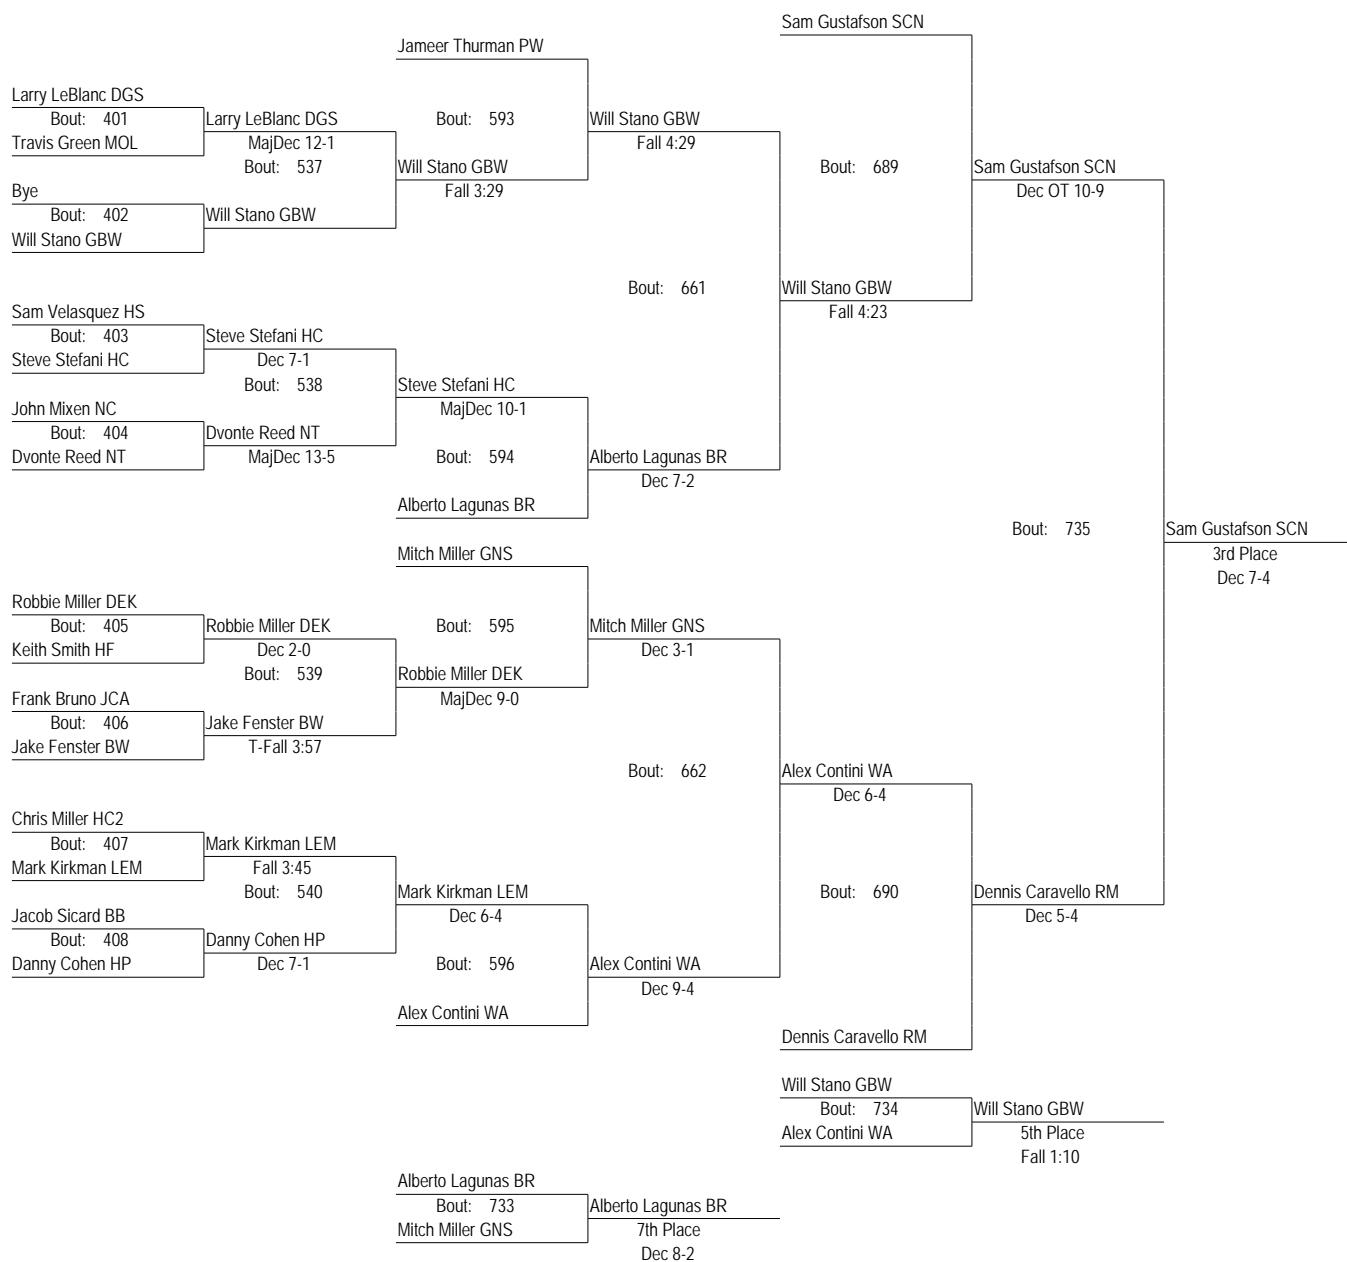 Sam Gustafson SCN
Jameer Thurman PW
Larry LeBlanc DGS
Bout: 401
Travis Green MOL
Larry LeBlanc DGS
MajDec 12-1
Bout: 537
Bout: 593
Will Stano GBW
Fall 4:29
Will Stano GBW
Fall 3:29
Bout: 689
Sam Gustafson SCN
Dec OT 10-9
Bye
Bout: 402
Will Stano GBW
Will Stano GBW
Bout: 661
Will Stano GBW
Fall 4:23
Sam Velasquez HS
Bout: 403
Steve Stefani HC
Steve Stefani HC
Dec 7-1
Bout: 538
Steve Stefani HC
MajDec 10-1
John Mixen NC
Bout: 404
Dvonte Reed NT
Dvonte Reed NT
MajDec 13-5
Bout: 594
Alberto Lagunas BR
Dec 7-2
Alberto Lagunas BR
Bout: 735
Sam Gustafson SCN
3rd Place
Dec 7-4
Mitch Miller GNS
Robbie Miller DEK
Bout: 405
Keith Smith HF
Robbie Miller DEK
Dec 2-0
Bout: 539
Bout: 595
Mitch Miller GNS
Dec 3-1
Robbie Miller DEK
MajDec 9-0
Frank Bruno JCA
Bout: 406
Jake Fenster BW
Jake Fenster BW
T-Fall 3:57
Bout: 662
Alex Contini WA
Dec 6-4
Chris Miller HC2
Bout: 407
Mark Kirkman LEM
Mark Kirkman LEM
Fall 3:45
Bout: 540
Mark Kirkman LEM
Dec 6-4
Bout: 690
Dennis Caravello RM
Dec 5-4
Jacob Sicard BB
Bout: 408
Danny Cohen HP
Danny Cohen HP
Dec 7-1
Bout: 596
Alex Contini WA
Dec 9-4
Alex Contini WA
Dennis Caravello RM
Will Stano GBW
Bout: 734
Alex Contini WA
Will Stano GBW
5th Place
Fall 1:10
Alberto Lagunas BR
Bout: 733
Mitch Miller GNS
Alberto Lagunas BR
7th Place
Dec 8-2